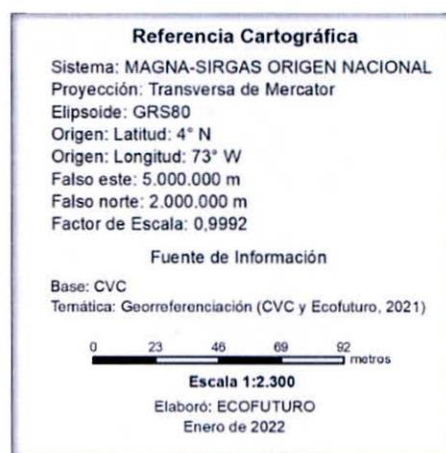 Referencia Cartográfica
Sistema: MAGNA-SIRGAS ORIGEN NACIONAL
Proyección: Transversa de Mercator
Elipsoide: GRS80
Origen: Latitud: 4° N
Origen: Longitud: 73° W
Falso este: 5.000.000 m
Falso norte: 2.000.000 m
Factor de Escala: 0,9992
Fuente de Información
Base: CVC
Temática: Georreferenciación (CVC y Ecofuturo, 2021)
0 23 46 69 92
metros
Escala 1:2.300
Elaboró: ECOFUTURO
Enero de 2022